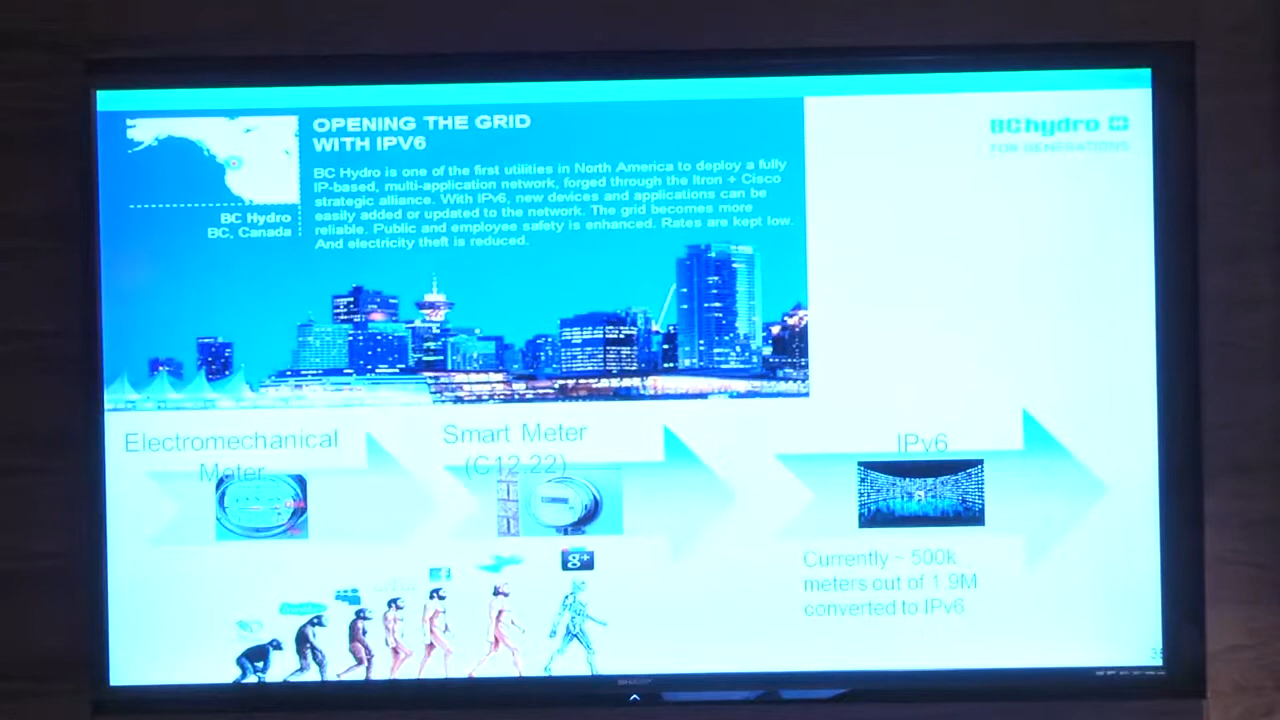 OPENING THE GRID
WITH IPV6
BC Hydro is one of the first utilities in North America to deploy a fully
IP-based, multi-application network, forged through the Itron + Cisco
strategic alliance. With IPv6, new devices and applications can be
easily added or updated to the network. The grid becomes more
reliable. Public and employee safety is enhanced. Rates are kept low.
And electricity theft is reduced.
BC Hydro
BC, Canada
BC hydro
FOR GENERATIONS
Electromechanical
Meter
Smart Meter
(C12.22)
IPv6
g+
Currently ~ 500k
meters out of 1.9M
converted to IPv6
SHARP